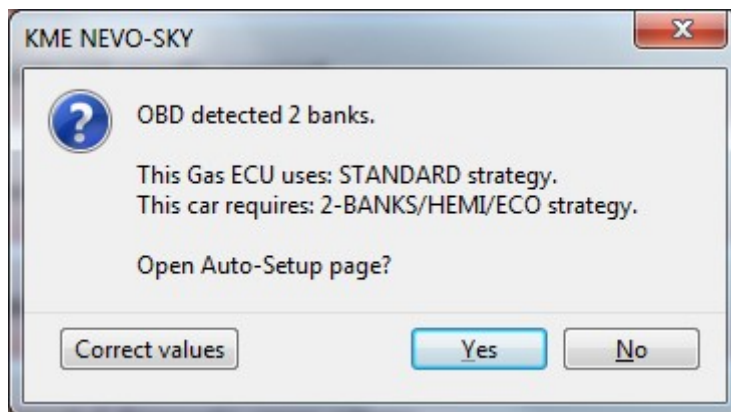 KME NEVO-SKY
OBD detected 2 banks.
This Gas ECU uses: STANDARD strategy.
This car requires: 2-BANKS/HEMI/ECO strategy.
Open Auto-Setup page?
Correct values Yes No